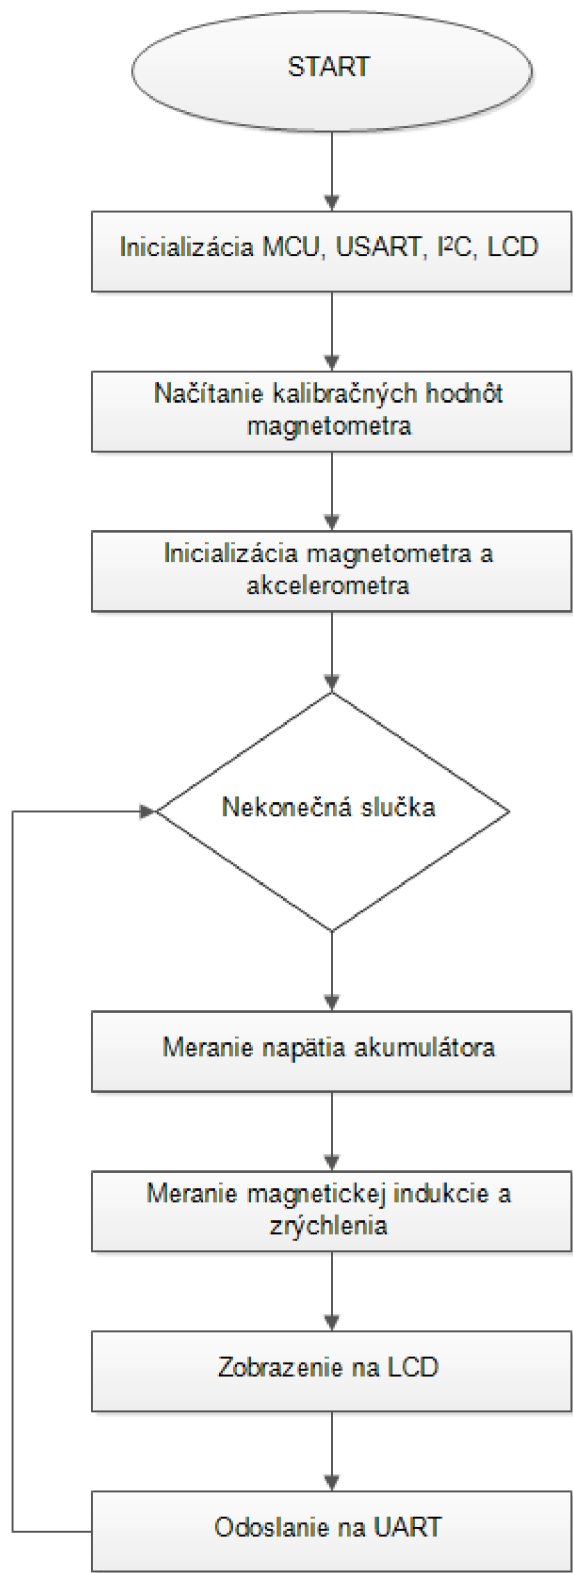 START
Inicializácia MCU, USART, I²C, LCD
Načítanie kalibračných hodnôt
magnetometra
Inicializácia magnetometra a
akcelerometra
Nekonečná slučka
Meranie napätia akumulátora
Meranie magnetickej indukcie a
zrýchlenia
Zobrazenie na LCD
Odoslanie na UART